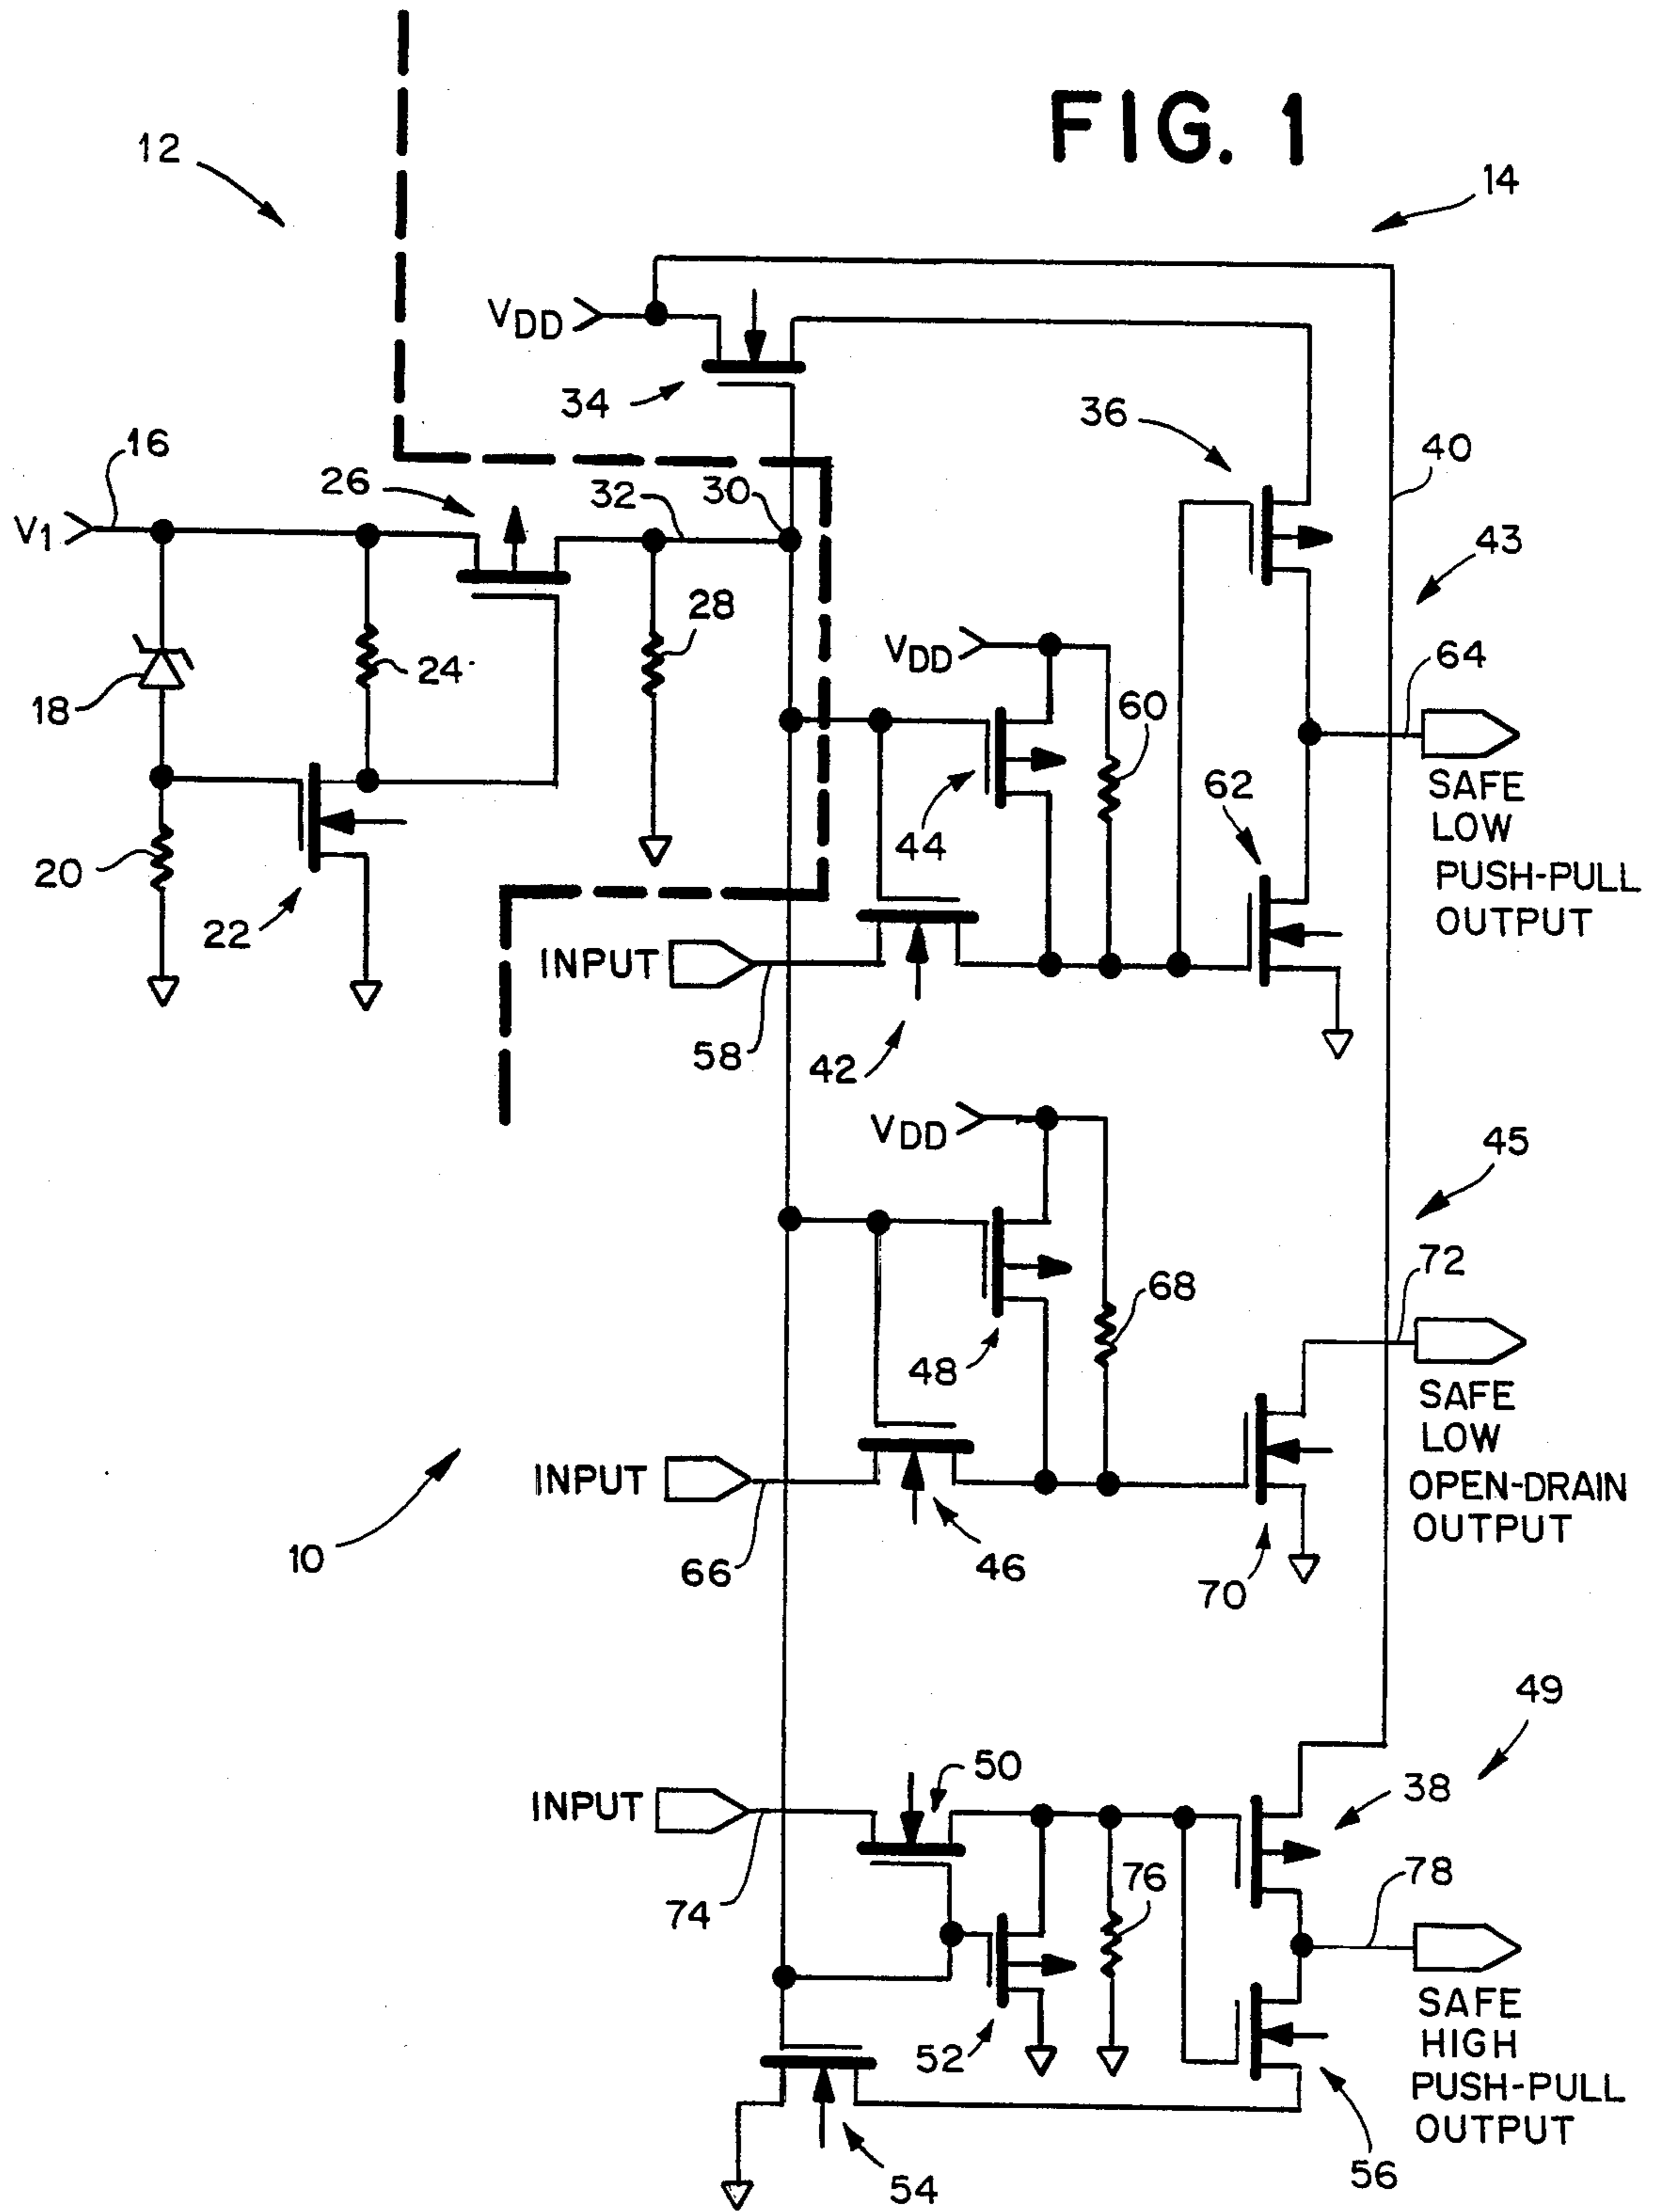 FIG. 1
12
14
VDD
34
36
40
16
26
32
30
V1
43
28
VDD
24
64
18
60
44
62
SAFE
LOW
PUSH-PULL
OUTPUT
20
22
INPUT
58
42
VDD
45
72
68
48
SAFE
LOW
OPEN-DRAIN
OUTPUT
INPUT
10
66
46
70
49
50
38
INPUT
74
76
78
52
SAFE
HIGH
PUSH-PULL
OUTPUT
54
56